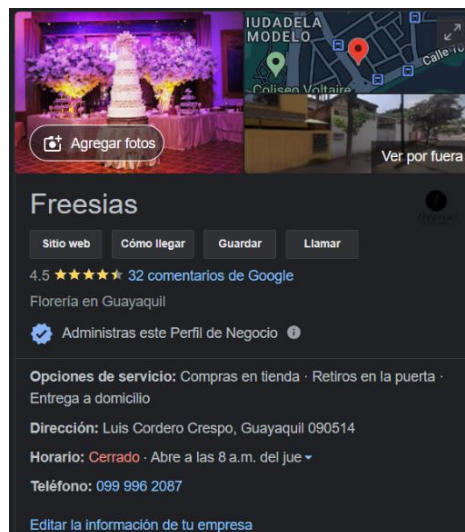 IUDADELA
MODELO
Calle 10
Coliseo Voltaire
Agregar fotos
Ver por fuera
Freesias
freesias
Sitio web
Cómo llegar
Guardar
Llamar
4.5 ★★★★★ 32 comentarios de Google
Florería en Guayaquil
Administras este Perfil de Negocio
Opciones de servicio: Compras en tienda · Retiros en la puerta ·
Entrega a domicilio
Dirección: Luis Cordero Crespo, Guayaquil 090514
Horario: Cerrado · Abre a las 8 a.m. del jue
Teléfono: 099 996 2087
Editar la información de tu empresa